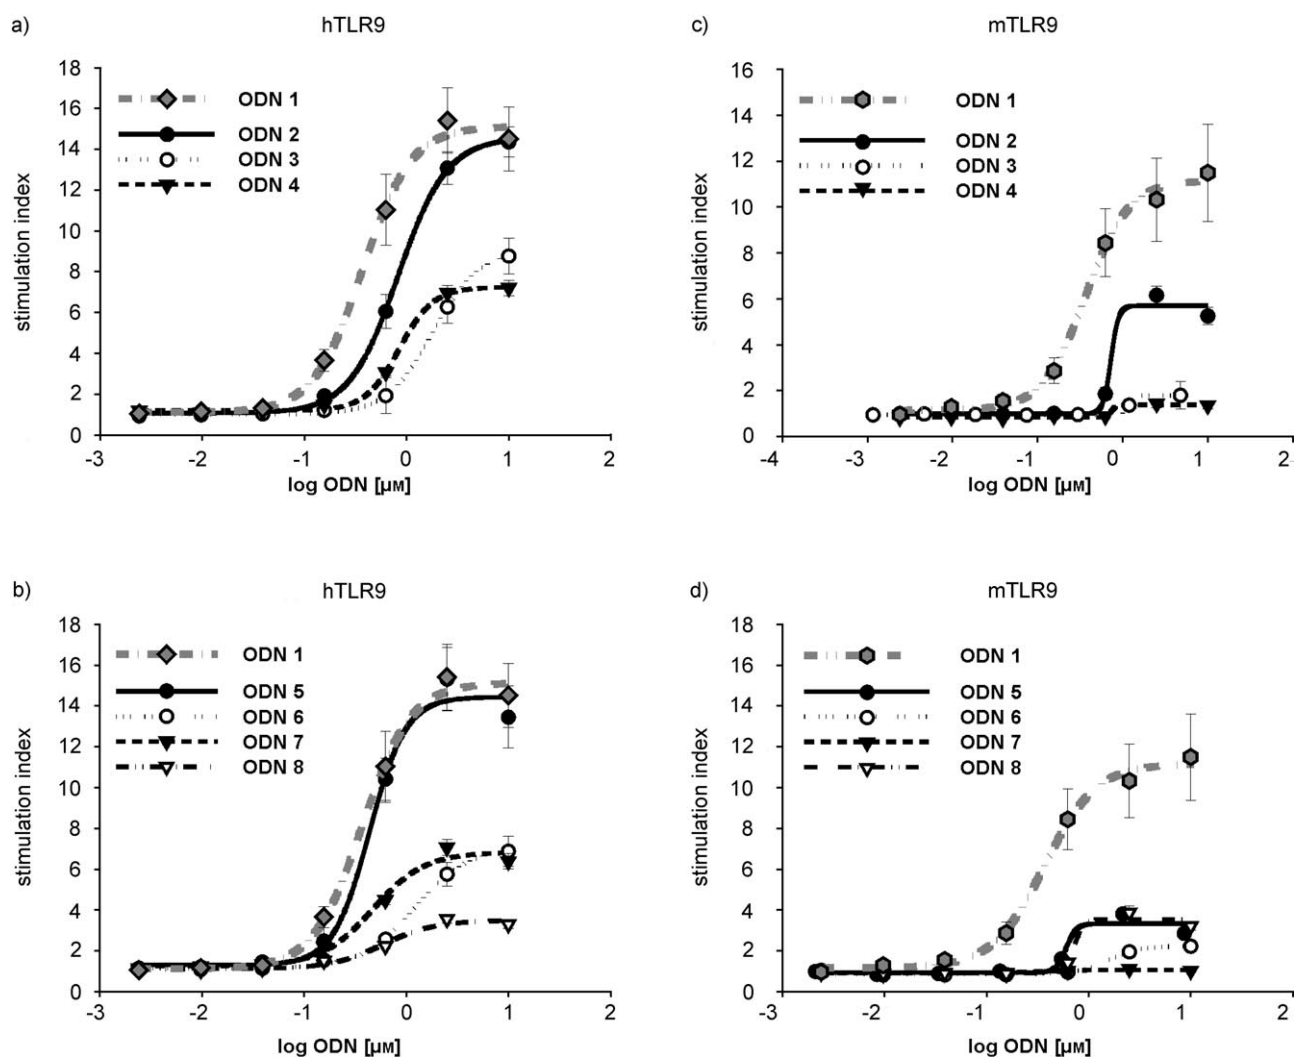 a)
hTLR9
stimulation index
18
16
14
12
10
8
6
4
2
0
ODN 1
ODN 2
ODN 3
ODN 4
-3
-2
-1
0
1
2
log ODN [µM]
c)
mTLR9
stimulation index
16
14
12
10
8
6
4
2
0
ODN 1
ODN 2
ODN 3
ODN 4
-4
-3
-2
-1
0
1
2
log ODN [µM]
b)
hTLR9
stimulation index
18
16
14
12
10
8
6
4
2
0
ODN 1
ODN 5
ODN 6
ODN 7
ODN 8
-3
-2
-1
0
1
2
log ODN [µM]
d)
mTLR9
stimulation index
18
16
14
12
10
8
6
4
2
0
ODN 1
ODN 5
ODN 6
ODN 7
ODN 8
-3
-2
-1
0
1
2
log ODN [µM]